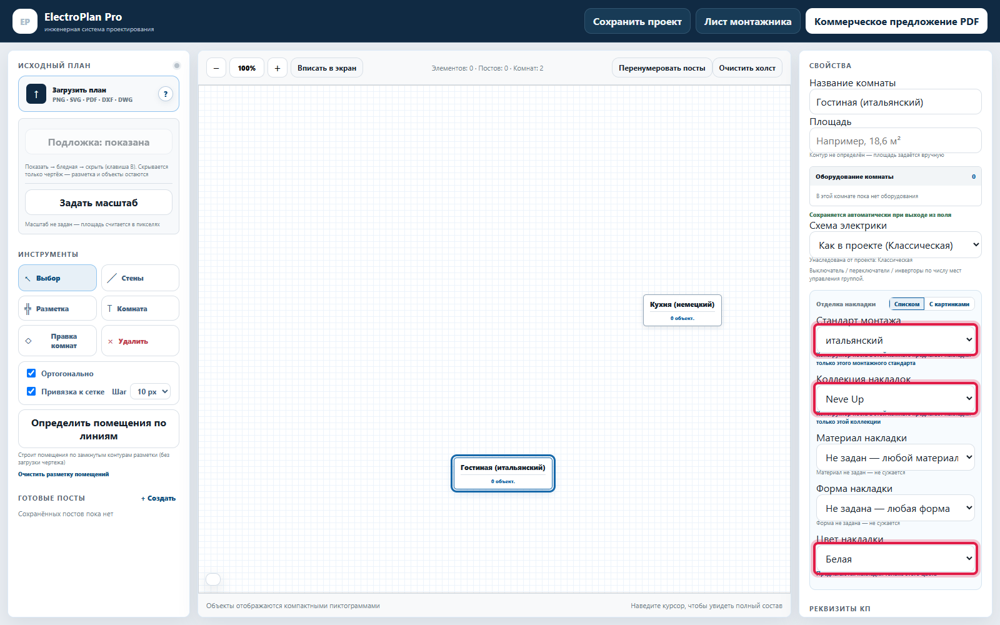 EP
ElectroPlan Pro
инженерная система проектирования
Сохранить проект
Лист монтажника
Коммерческое предложение PDF
ИСХОДНЫЙ ПЛАН
↑
Загрузить план
PNG · SVG · PDF · DXF · DWG
?
Подложка: показана
Показать → бледная → скрыть (клавиша B). Скрывается
только чертёж — разметка и объекты остаются
Задать масштаб
Масштаб не задан — площадь считается в пикселях
ИНСТРУМЕНТЫ
Выбор
Стены
Разметка
Комната
Правка
комнат
Удалить
Ортогонально
Привязка к сетке Шаг 10 px
Определить помещения по
линиям
Строит помещения по замкнутым контурам разметки (без
загрузки чертежа)
Очистить разметку помещений
ГОТОВЫЕ ПОСТЫ
+ Создать
Сохранённых постов пока нет
−
100%
+
Вписать в экран
Элементов: 0 · Постов: 0 · Комнат: 2
Перенумеровать посты
Очистить холст
Кухня (немецкий)
0 объект.
Гостиная (итальянский)
0 объект.
Объекты отображаются компактными пиктограммами
Наведите курсор, чтобы увидеть полный состав
СВОЙСТВА
Название комнаты
Гостиная (итальянский)
Площадь
Например, 18,6 м²
Контур не определён — площадь задаётся вручную
Оборудование комнаты 0
В этой комнате пока нет оборудования
Сохраняется автоматически при выходе из поля
Схема электрики
Как в проекте (Классическая)
Унаследована от проекта: Классическая
Выключатель / переключатели / инверторы по числу мест
управления группой.
Отделка накладки
Списком
С картинками
Стандарт монтажа
итальянский
только этого монтажного стандарта
Коллекция накладок
Neve Up
только этой коллекции
Материал накладки
Не задан — любой материал
Материал не задан — не сужается
Форма накладки
Не задана — любая форма
Форма не задана — не сужается
Цвет накладки
Белая
РЕКВИЗИТЫ КП